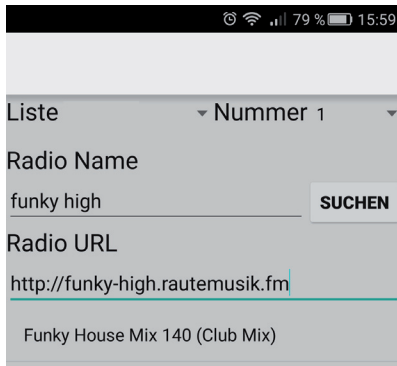 79 % 15:59
Liste Nummer 1
Radio Name
funky high SUCHEN
Radio URL
http://funky-high.rautemusik.fm
Funky House Mix 140 (Club Mix)